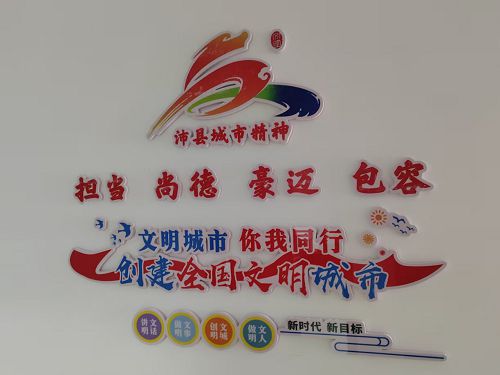 沛县城市精神
担当 尚德 豪迈 包容
文明城市 你我同行
创建全国文明城市
讲文明话 做文明事 创文明城 做文明人 新时代 新目标